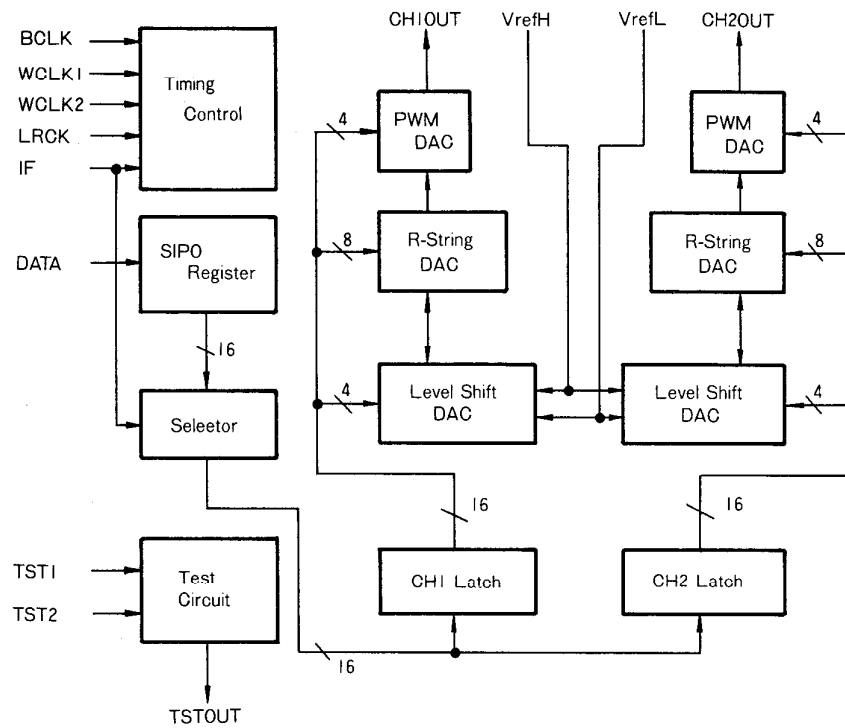 CH1OUT
VrefH
VrefL
CH2OUT
BCLK
WCLK1
WCLK2
LRCK
IF
Timing
Control
4
PWM
DAC
PWM
DAC
4
DATA
SIPO
Register
8
R-String
DAC
R-String
DAC
8
16
Seleetor
4
Level Shift
DAC
Level Shift
DAC
4
16
16
TST1
TST2
Test
Circuit
CH1 Latch
CH2 Latch
16
TSTOUT